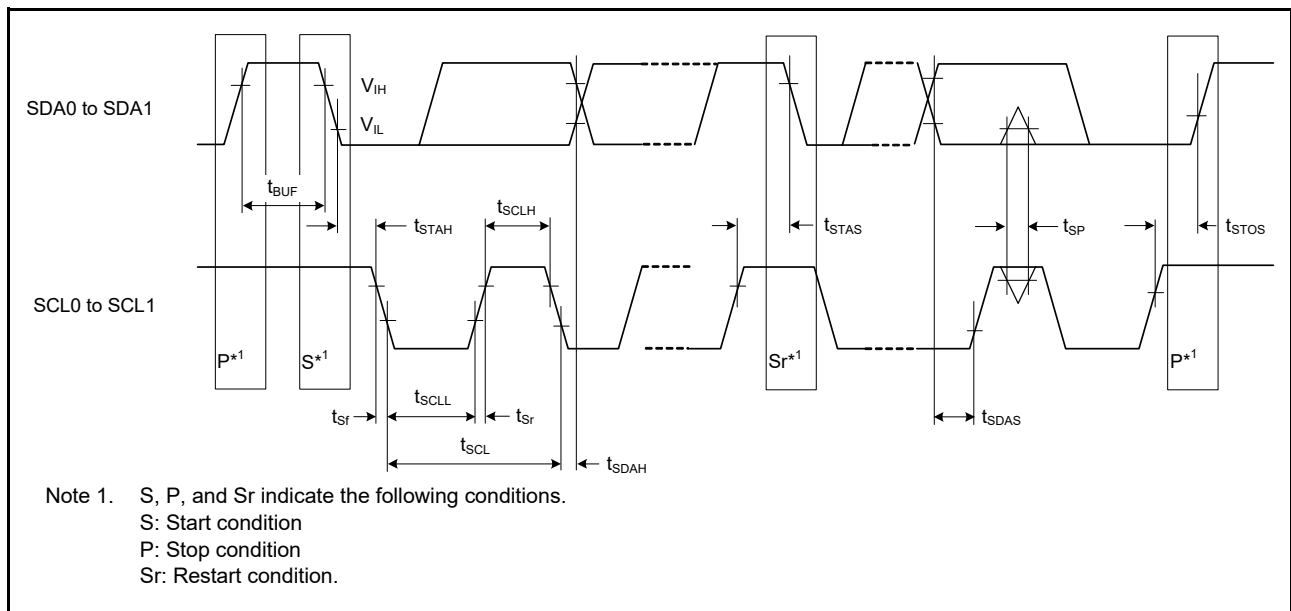 SDA0 to SDA1
VIH
VIL
tBUF
tSTAH
tSCLH
tSTAS
tSP
tSTOS
SCL0 to SCL1
P*1
S*1
Sr*1
P*1
tSf
tSCLL
tSr
tSCL
tSDAH
tSDAS
Note 1. S, P, and Sr indicate the following conditions.
S: Start condition
P: Stop condition
Sr: Restart condition.